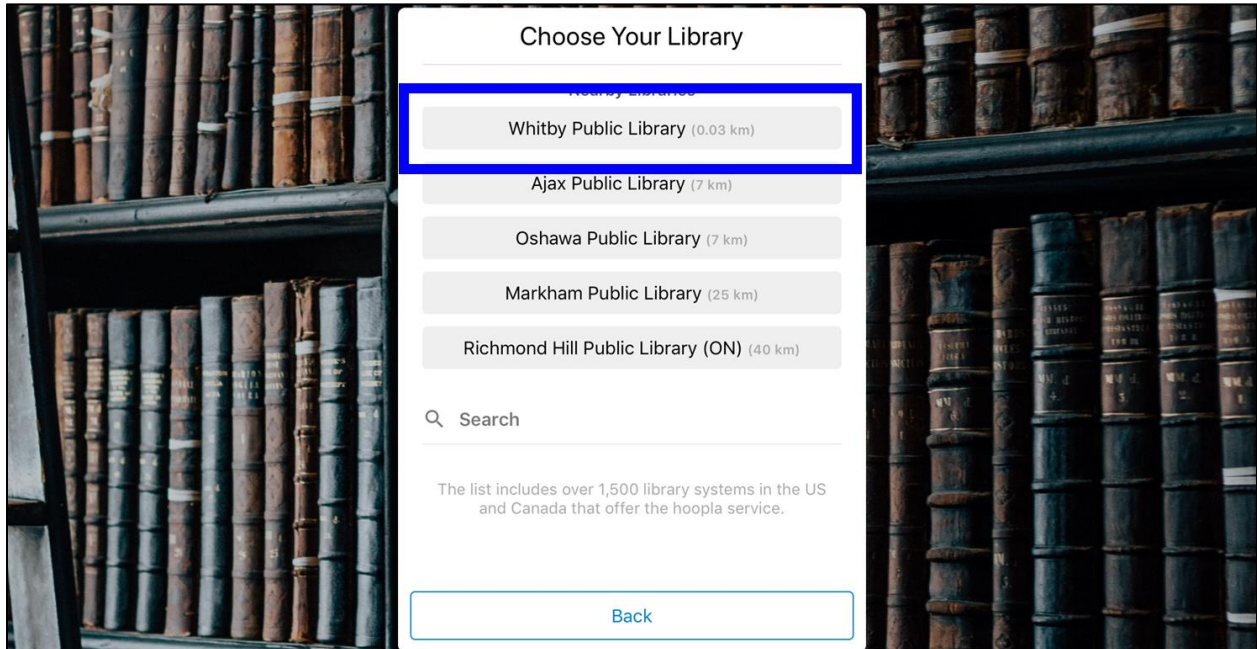 Choose Your Library
Nearby Libraries
Whitby Public Library (0.03 km)
Ajax Public Library (7 km)
Oshawa Public Library (7 km)
Markham Public Library (25 km)
Richmond Hill Public Library (ON) (40 km)
Search
The list includes over 1,500 library systems in the US
and Canada that offer the hoopla service.
Back